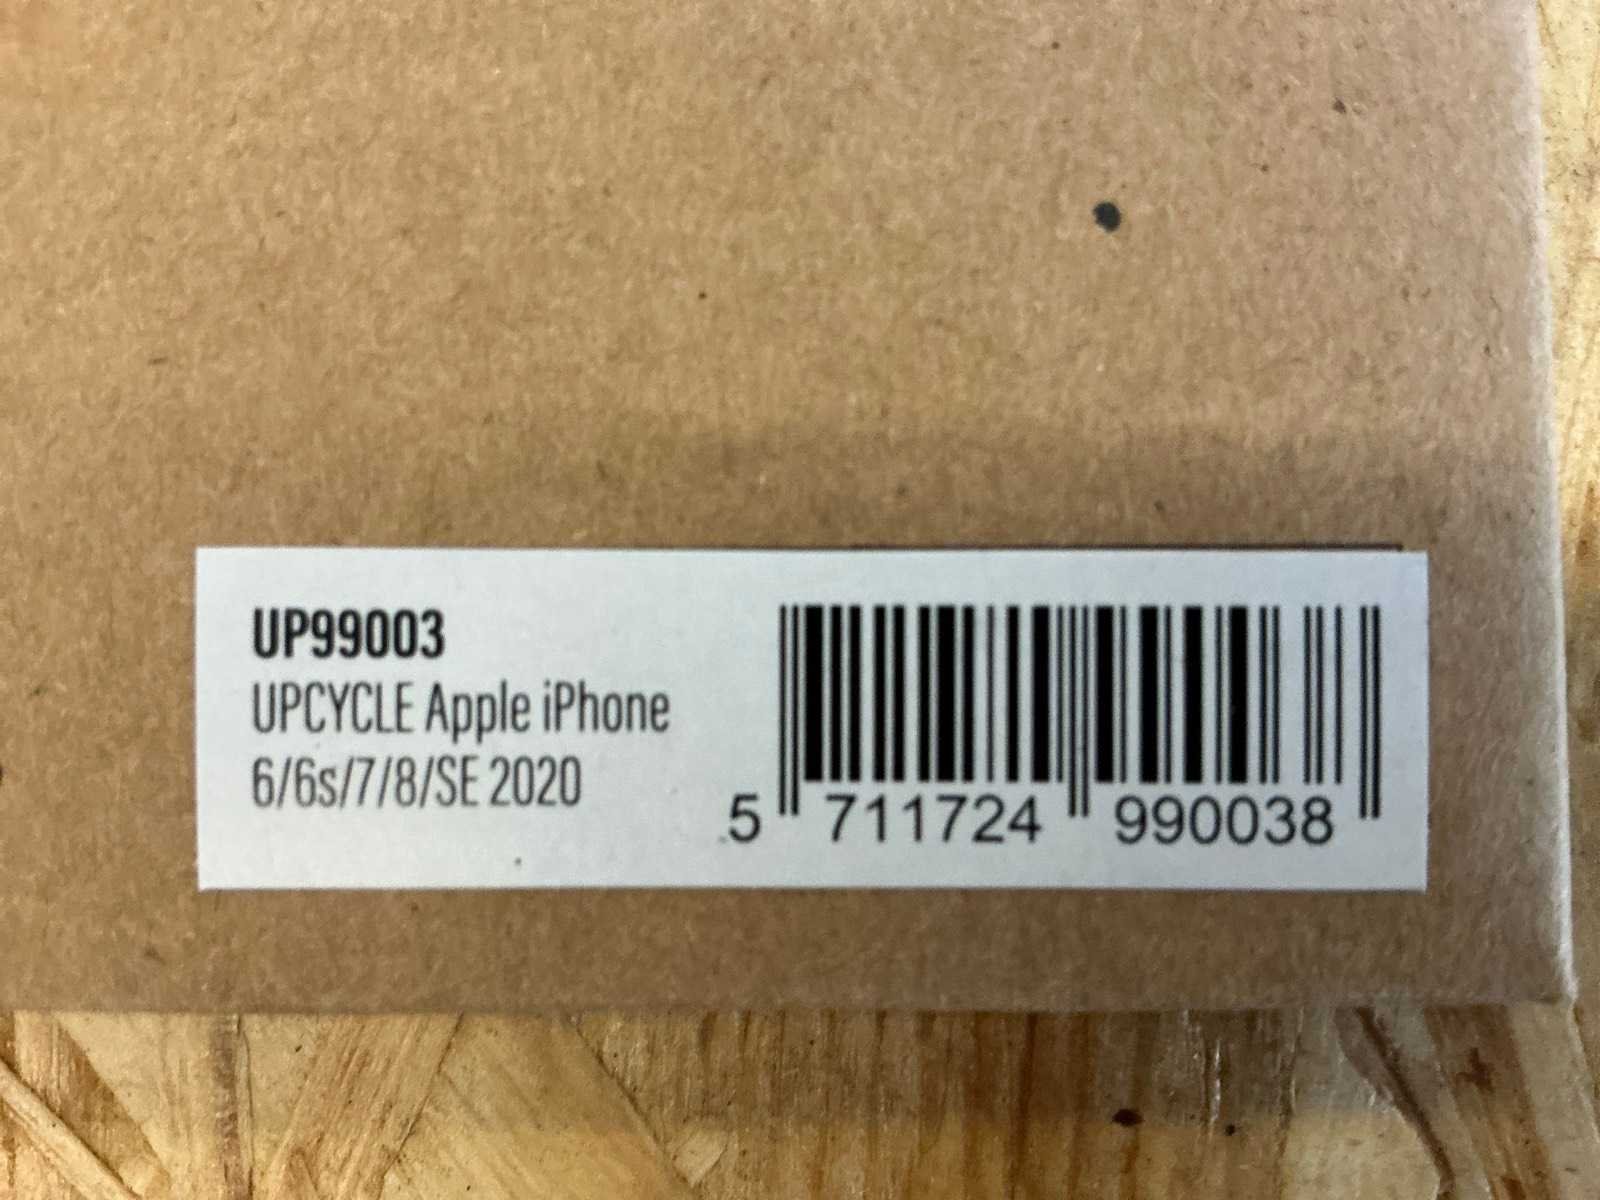 UP99003
UPCYCLE Apple iPhone
6/6s/7/8/SE 2020
5 711724 990038